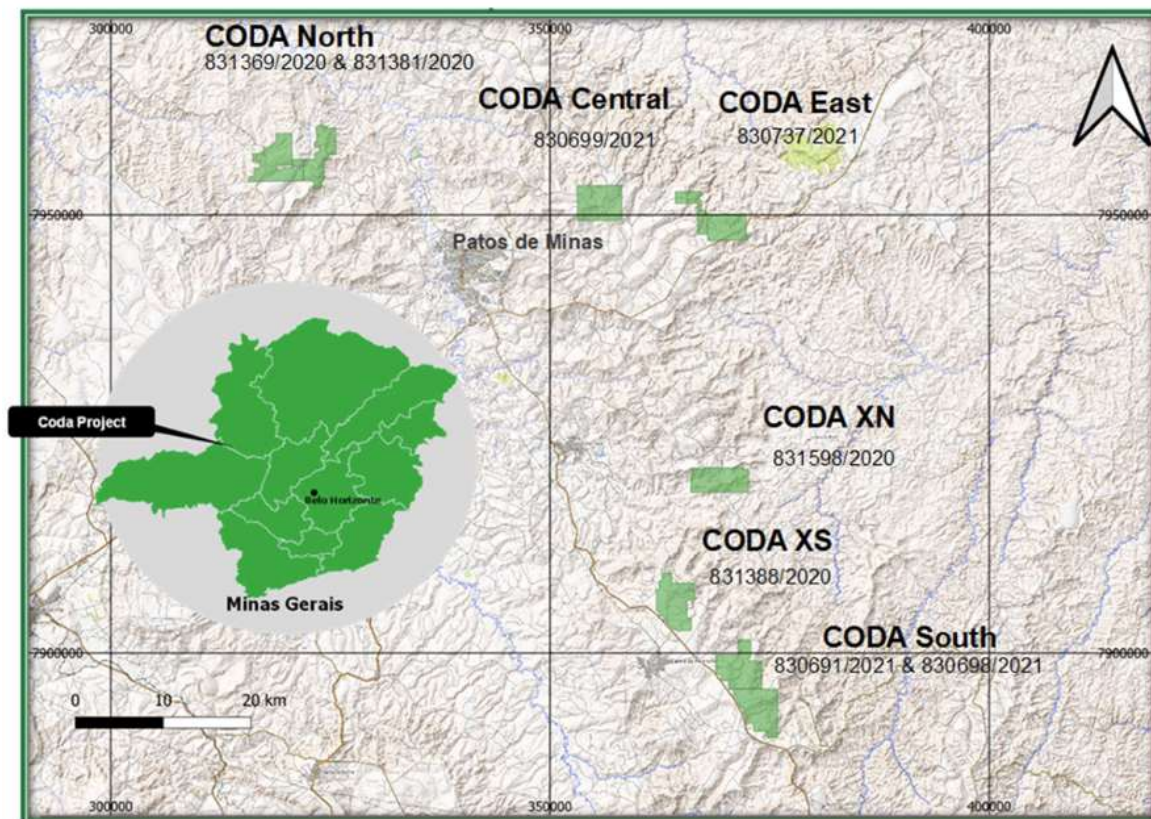 300000
350000
400000
CODA North
831369/2020 & 831381/2020
CODA Central
830699/2021
CODA East
830737/2021
7950000
7950000
Patos de Minas
Coda Project
Belo Horizonte
Minas Gerais
CODA XN
831598/2020
CODA XS
831388/2020
CODA South
830691/2021 & 830698/2021
7900000
7900000
0
10
20 km
300000
350000
400000